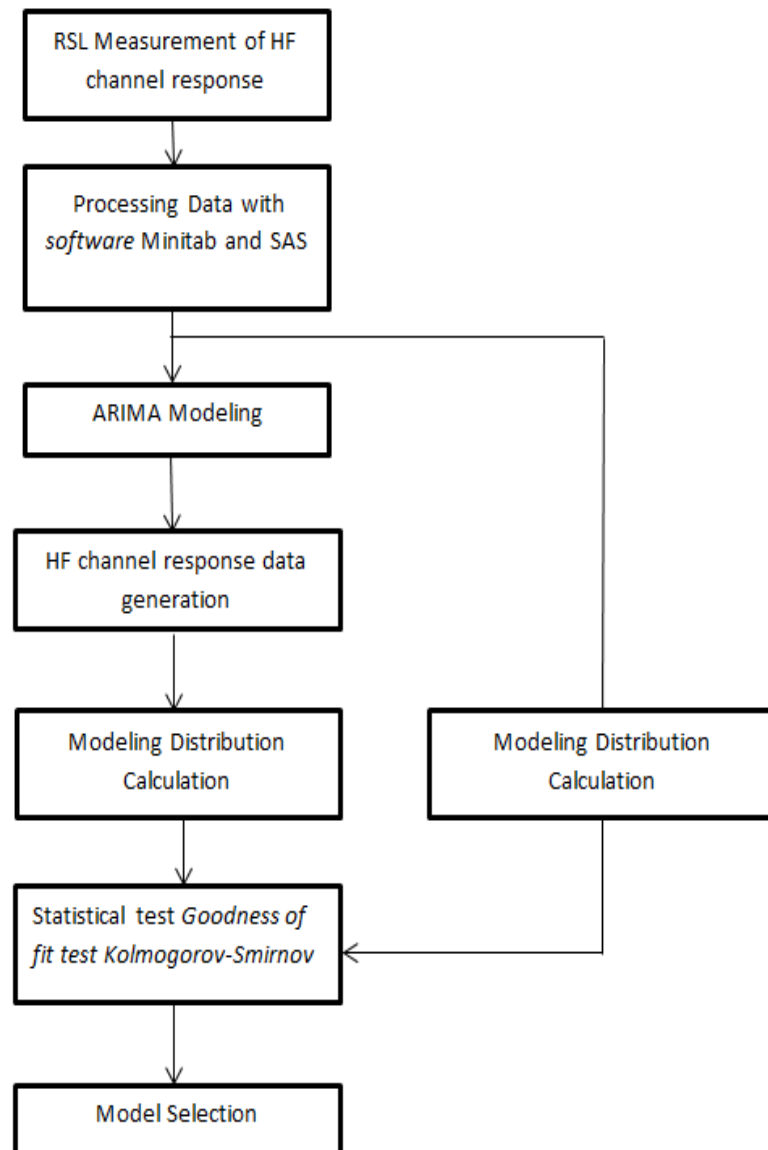 RSL Measurement of HF
channel response
Processing Data with
software Minitab and SAS
ARIMA Modeling
HF channel response data
generation
Modeling Distribution
Calculation
Modeling Distribution
Calculation
Statistical test Goodness of
fit test Kolmogorov-Smirnov
Model Selection